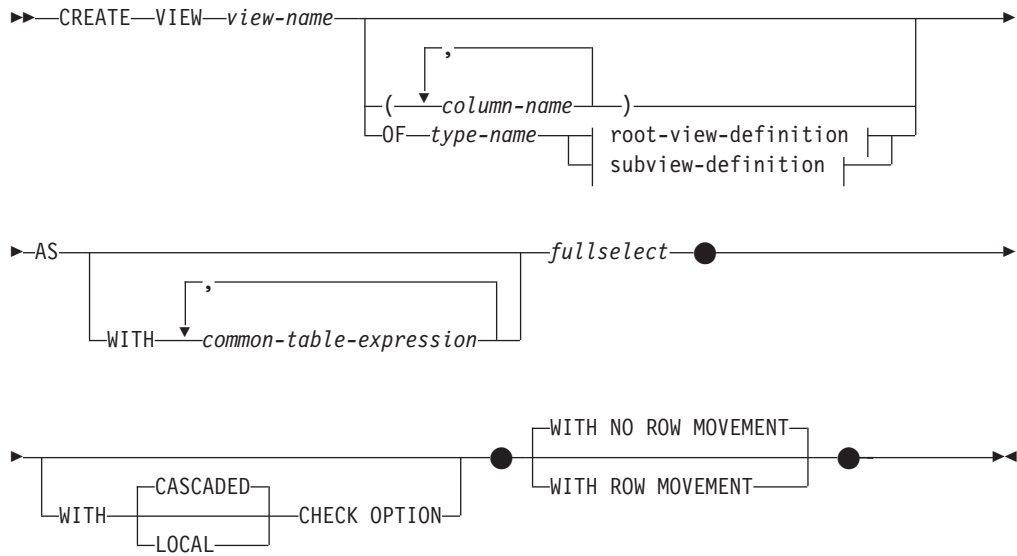 CREATE VIEW view-name
,
( column-name )
OF type-name root-view-definition
subview-definition
AS fullselect
,
WITH common-table-expression
WITH NO ROW MOVEMENT
WITH ROW MOVEMENT
CASCADED
WITH CHECK OPTION
LOCAL